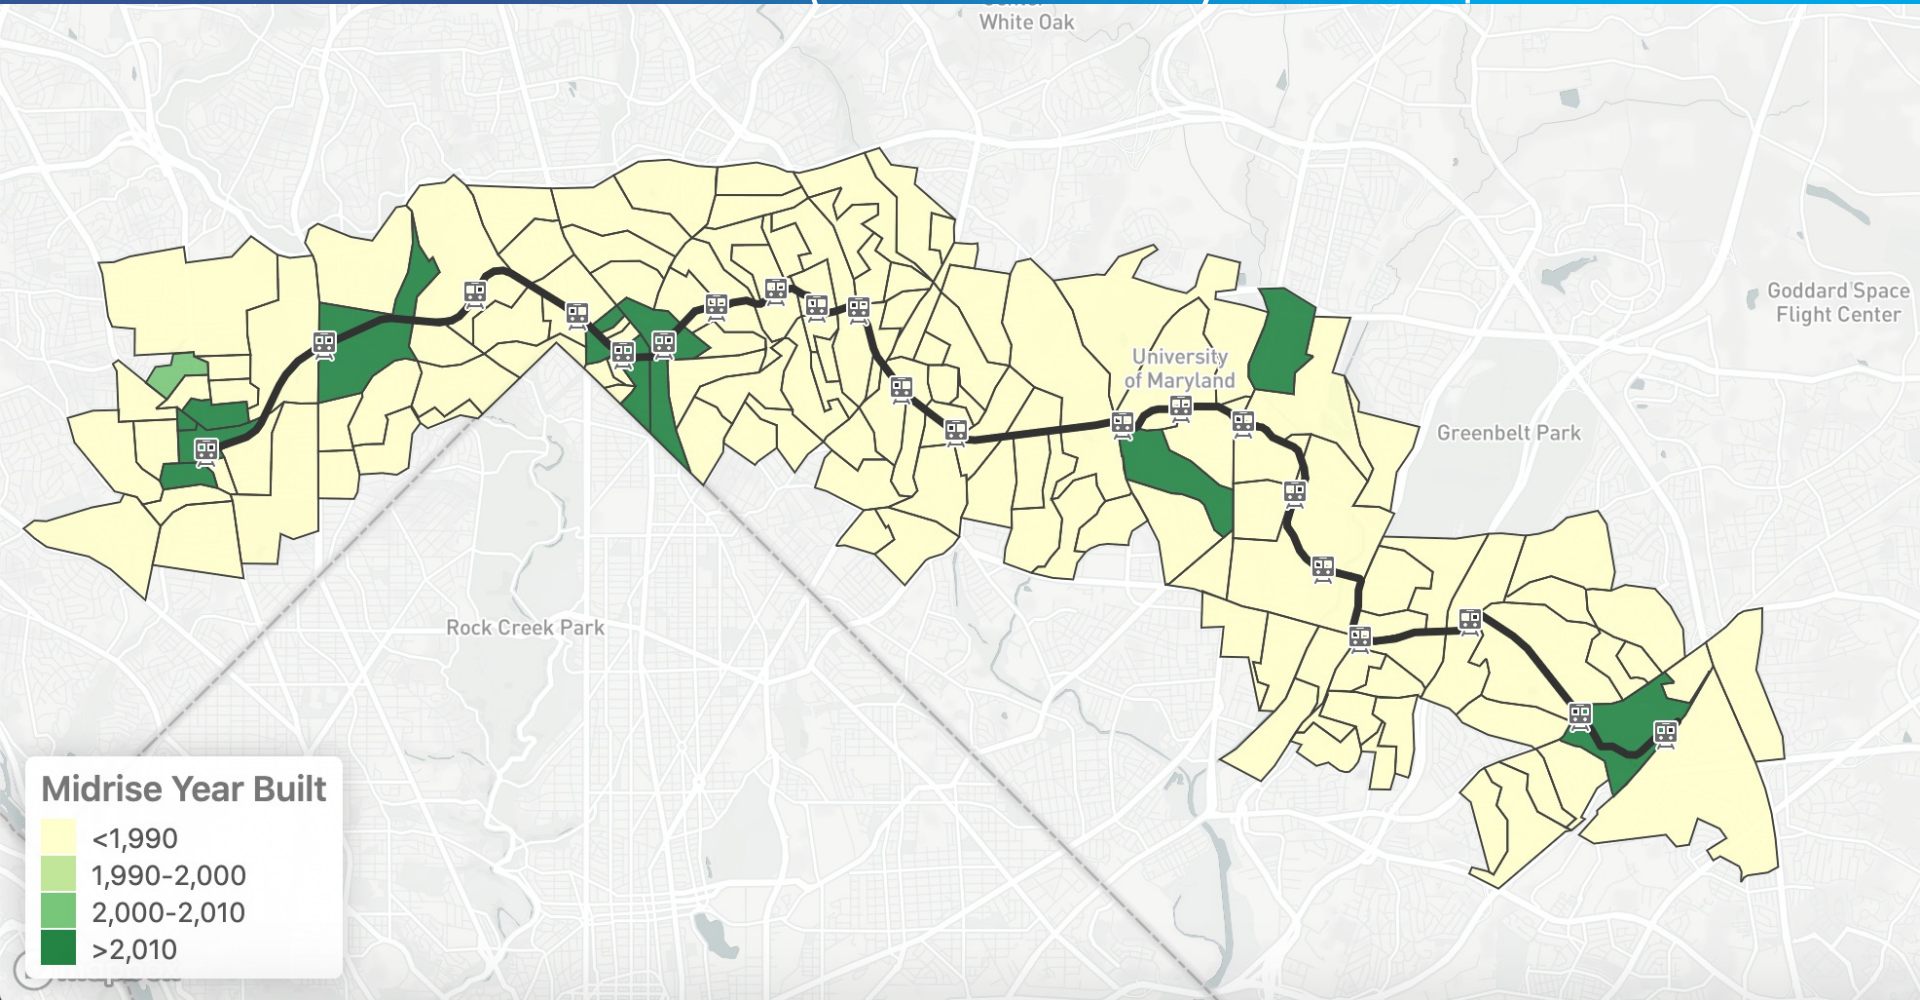 White Oak
Goddard Space
Flight Center
University
of Maryland
Greenbelt Park
Rock Creek Park
Midrise Year Built
<1,990
1,990-2,000
2,000-2,010
>2,010